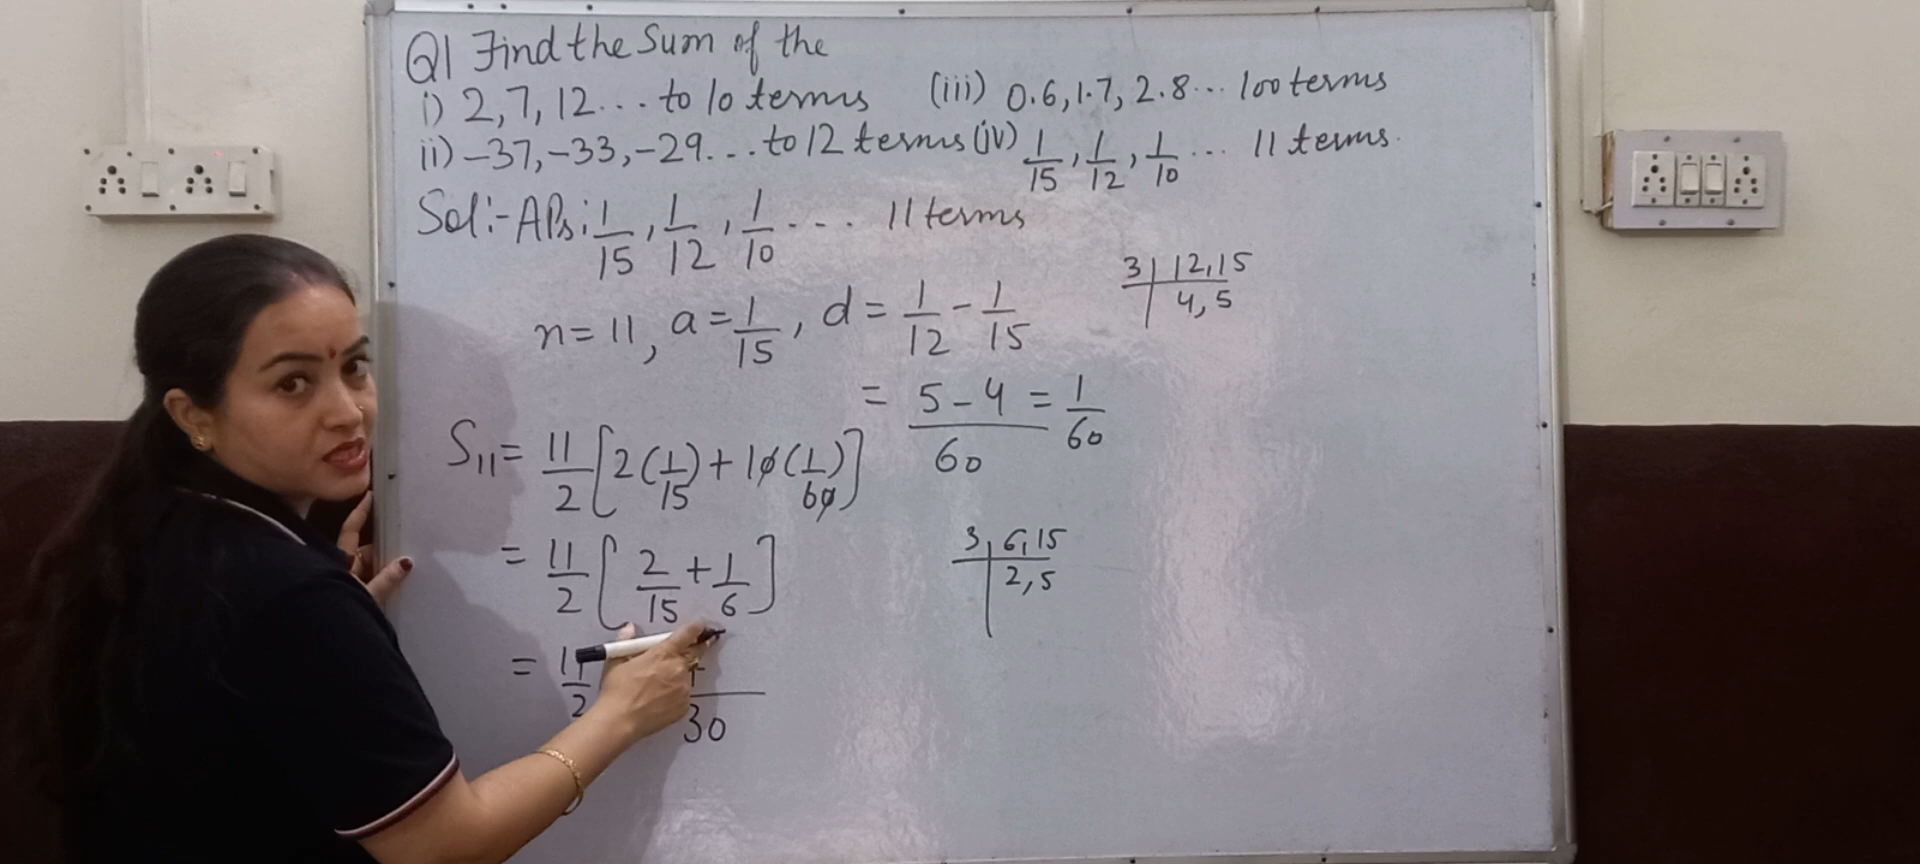 Q1 Find the Sum of the
i) 2, 7, 12... to 10 terms (iii) 0.6, 1.7, 2.8... 100 terms
ii) -37, -33, -29... to 12 terms (iv) 1/15, 1/12, 1/10 ... 11 terms.
Sol:- APs: 1/15, 1/12, 1/10 .... 11 terms
3 | 12, 15
4, 5
n = 11, a = 1/15, d = 1/12 - 1/15
= 5-4/60 = 1/60
S11 = 11/2 [2(1/15) + 10(1/60)]
3 | 6, 15
2, 5
= 11/2 [2/15 + 1/6]
= 11/2 + /30